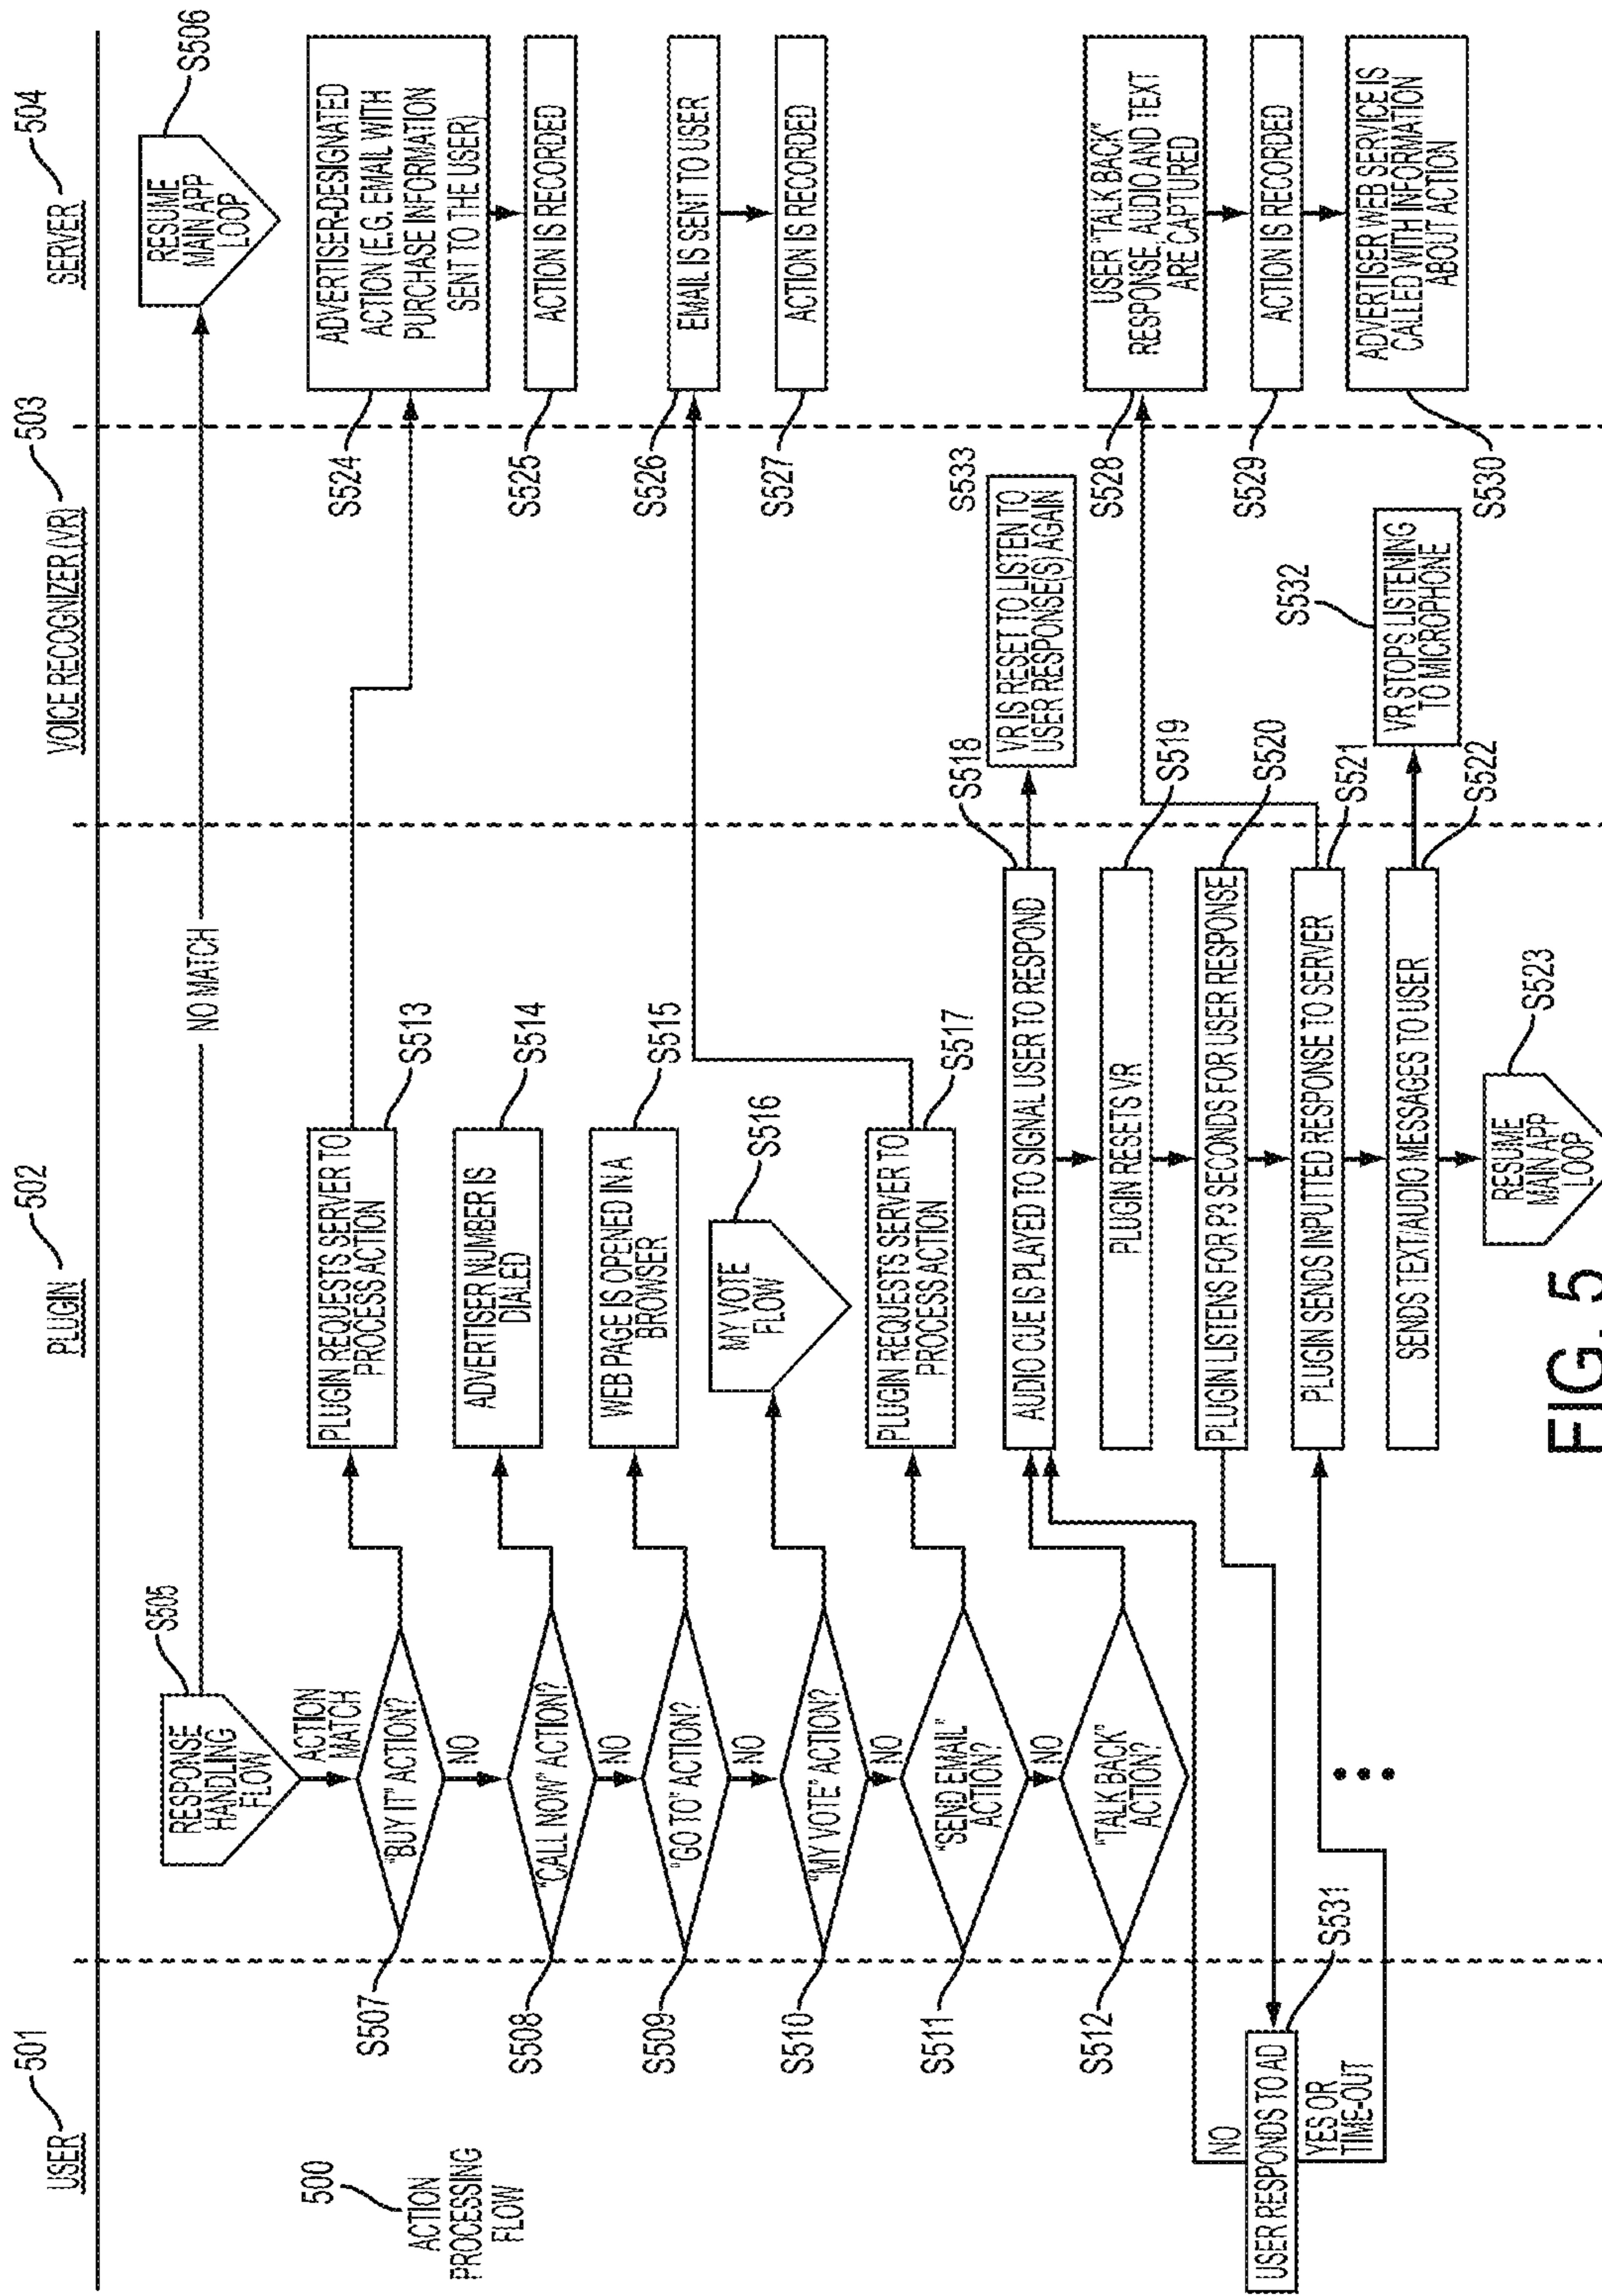 USER
501
PLUGIN
502
VOICE RECOGNIZER (VR)
503
SERVER
504
500
ACTION
PROCESSING
FLOW
RESPONSE
HANDLING
FLOW
S505
NO MATCH
RESUME
MAIN APP
LOOP
S506
ACTION
MATCH
"BUY IT" ACTION?
S507
NO
"CALL NOW" ACTION?
S508
NO
"GO TO" ACTION?
S509
NO
"MY VOTE" ACTION?
S510
NO
"SEND EMAIL"
ACTION?
S511
NO
"TALK BACK"
ACTION?
S512
PLUGIN REQUESTS SERVER TO
PROCESS ACTION
S513
ADVERTISER NUMBER IS
DIALED
S514
WEB PAGE IS OPENED IN A
BROWSER
S515
MY VOTE
FLOW
S516
PLUGIN REQUESTS SERVER TO
PROCESS ACTION
S517
AUDIO CUE IS PLAYED TO SIGNAL USER TO RESPOND
S518
PLUGIN RESETS VR
S519
PLUGIN LISTENS FOR P3 SECONDS FOR USER RESPONSE
S520
PLUGIN SENDS INPUTTED RESPONSE TO SERVER
S521
SENDS TEXT/AUDIO MESSAGES TO USER
S522
RESUME
MAIN APP
LOOP
S523
ADVERTISER-DESIGNATED
ACTION (E.G. EMAIL WITH
PURCHASE INFORMATION
SENT TO THE USER)
S524
ACTION IS RECORDED
S525
EMAIL IS SENT TO USER
S526
ACTION IS RECORDED
S527
VR IS RESET TO LISTEN TO
USER RESPONSE(S) AGAIN
S533
USER "TALK BACK"
RESPONSE, AUDIO AND TEXT
ARE CAPTURED
S528
ACTION IS RECORDED
S529
ADVERTISER WEB SERVICE IS
CALLED WITH INFORMATION
ABOUT ACTION
S530
VR STOPS LISTENING
TO MICROPHONE
S532
NO
USER RESPONDS TO AD
S531
YES OR
TIME-OUT
FIG. 5